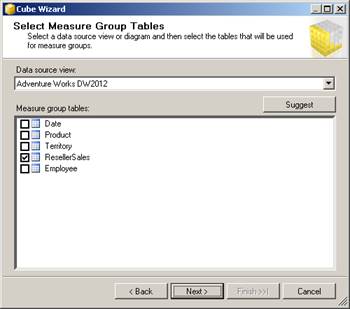 Cube Wizard
Select Measure Group Tables
Select a data source view or diagram and then select the tables that will be used
for measure groups.
Data source view:
Adventure Works DW2012
Suggest
Measure group tables:
Date
Product
Territory
ResellerSales
Employee
< Back
Next >
Finish >>|
Cancel